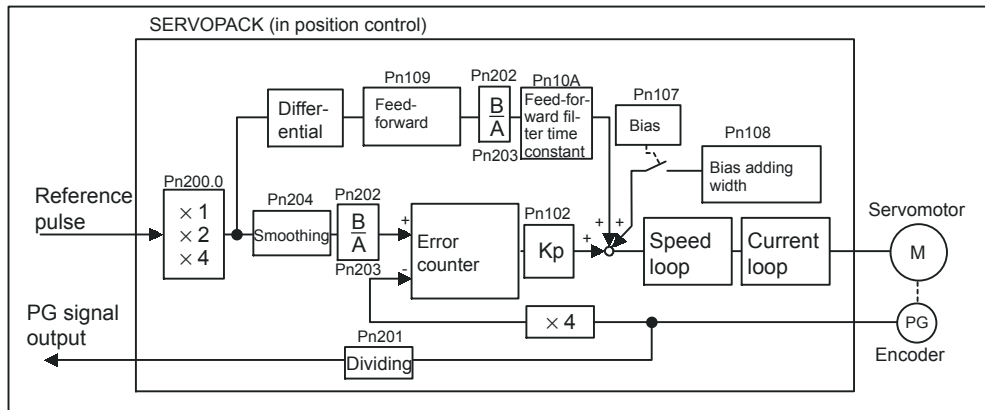 SERVOPACK (in position control)
Pn109
Pn202
Pn10A
Differ-
ential
Feed-
forward
B
A
Pn203
Feed-for-
ward filter
ter time
constant
Pn107
Bias
Pn108
Bias adding
width
Reference
pulse
Pn200.0
× 1
× 2
× 4
Pn204
Smoothing
Pn202
B
A
Pn203
+
-
Error
counter
Pn102
Kp
+
+
+
Speed
loop
Current
loop
Servomotor
M
× 4
PG
Encoder
PG signal
output
Pn201
Dividing